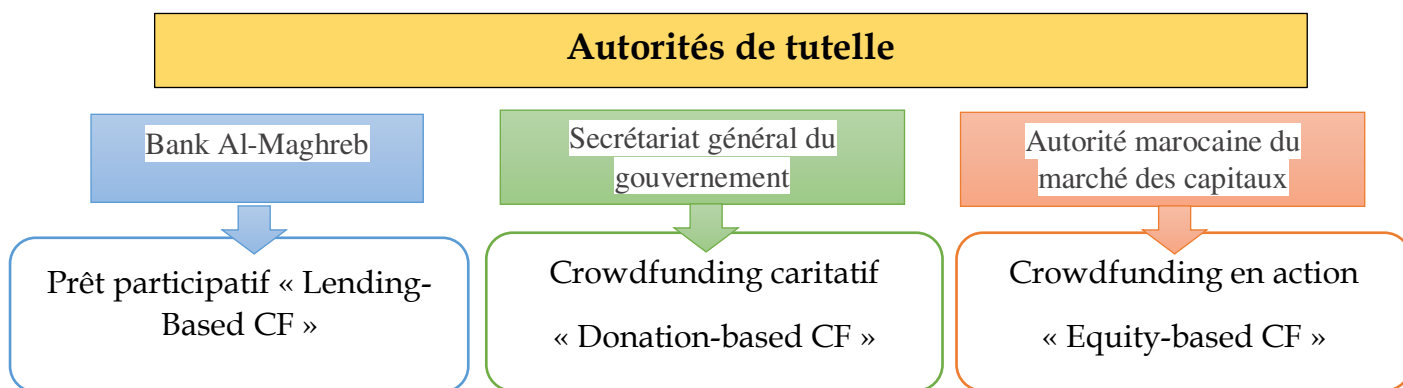 Autorités de tutelle
Bank Al-Maghreb
Secrétariat général du
gouvernement
Autorité marocaine du
marché des capitaux
Prêt participatif « Lending-
Based CF »
Crowdfunding caritatif
« Donation-based CF »
Crowdfunding en action
« Equity-based CF »